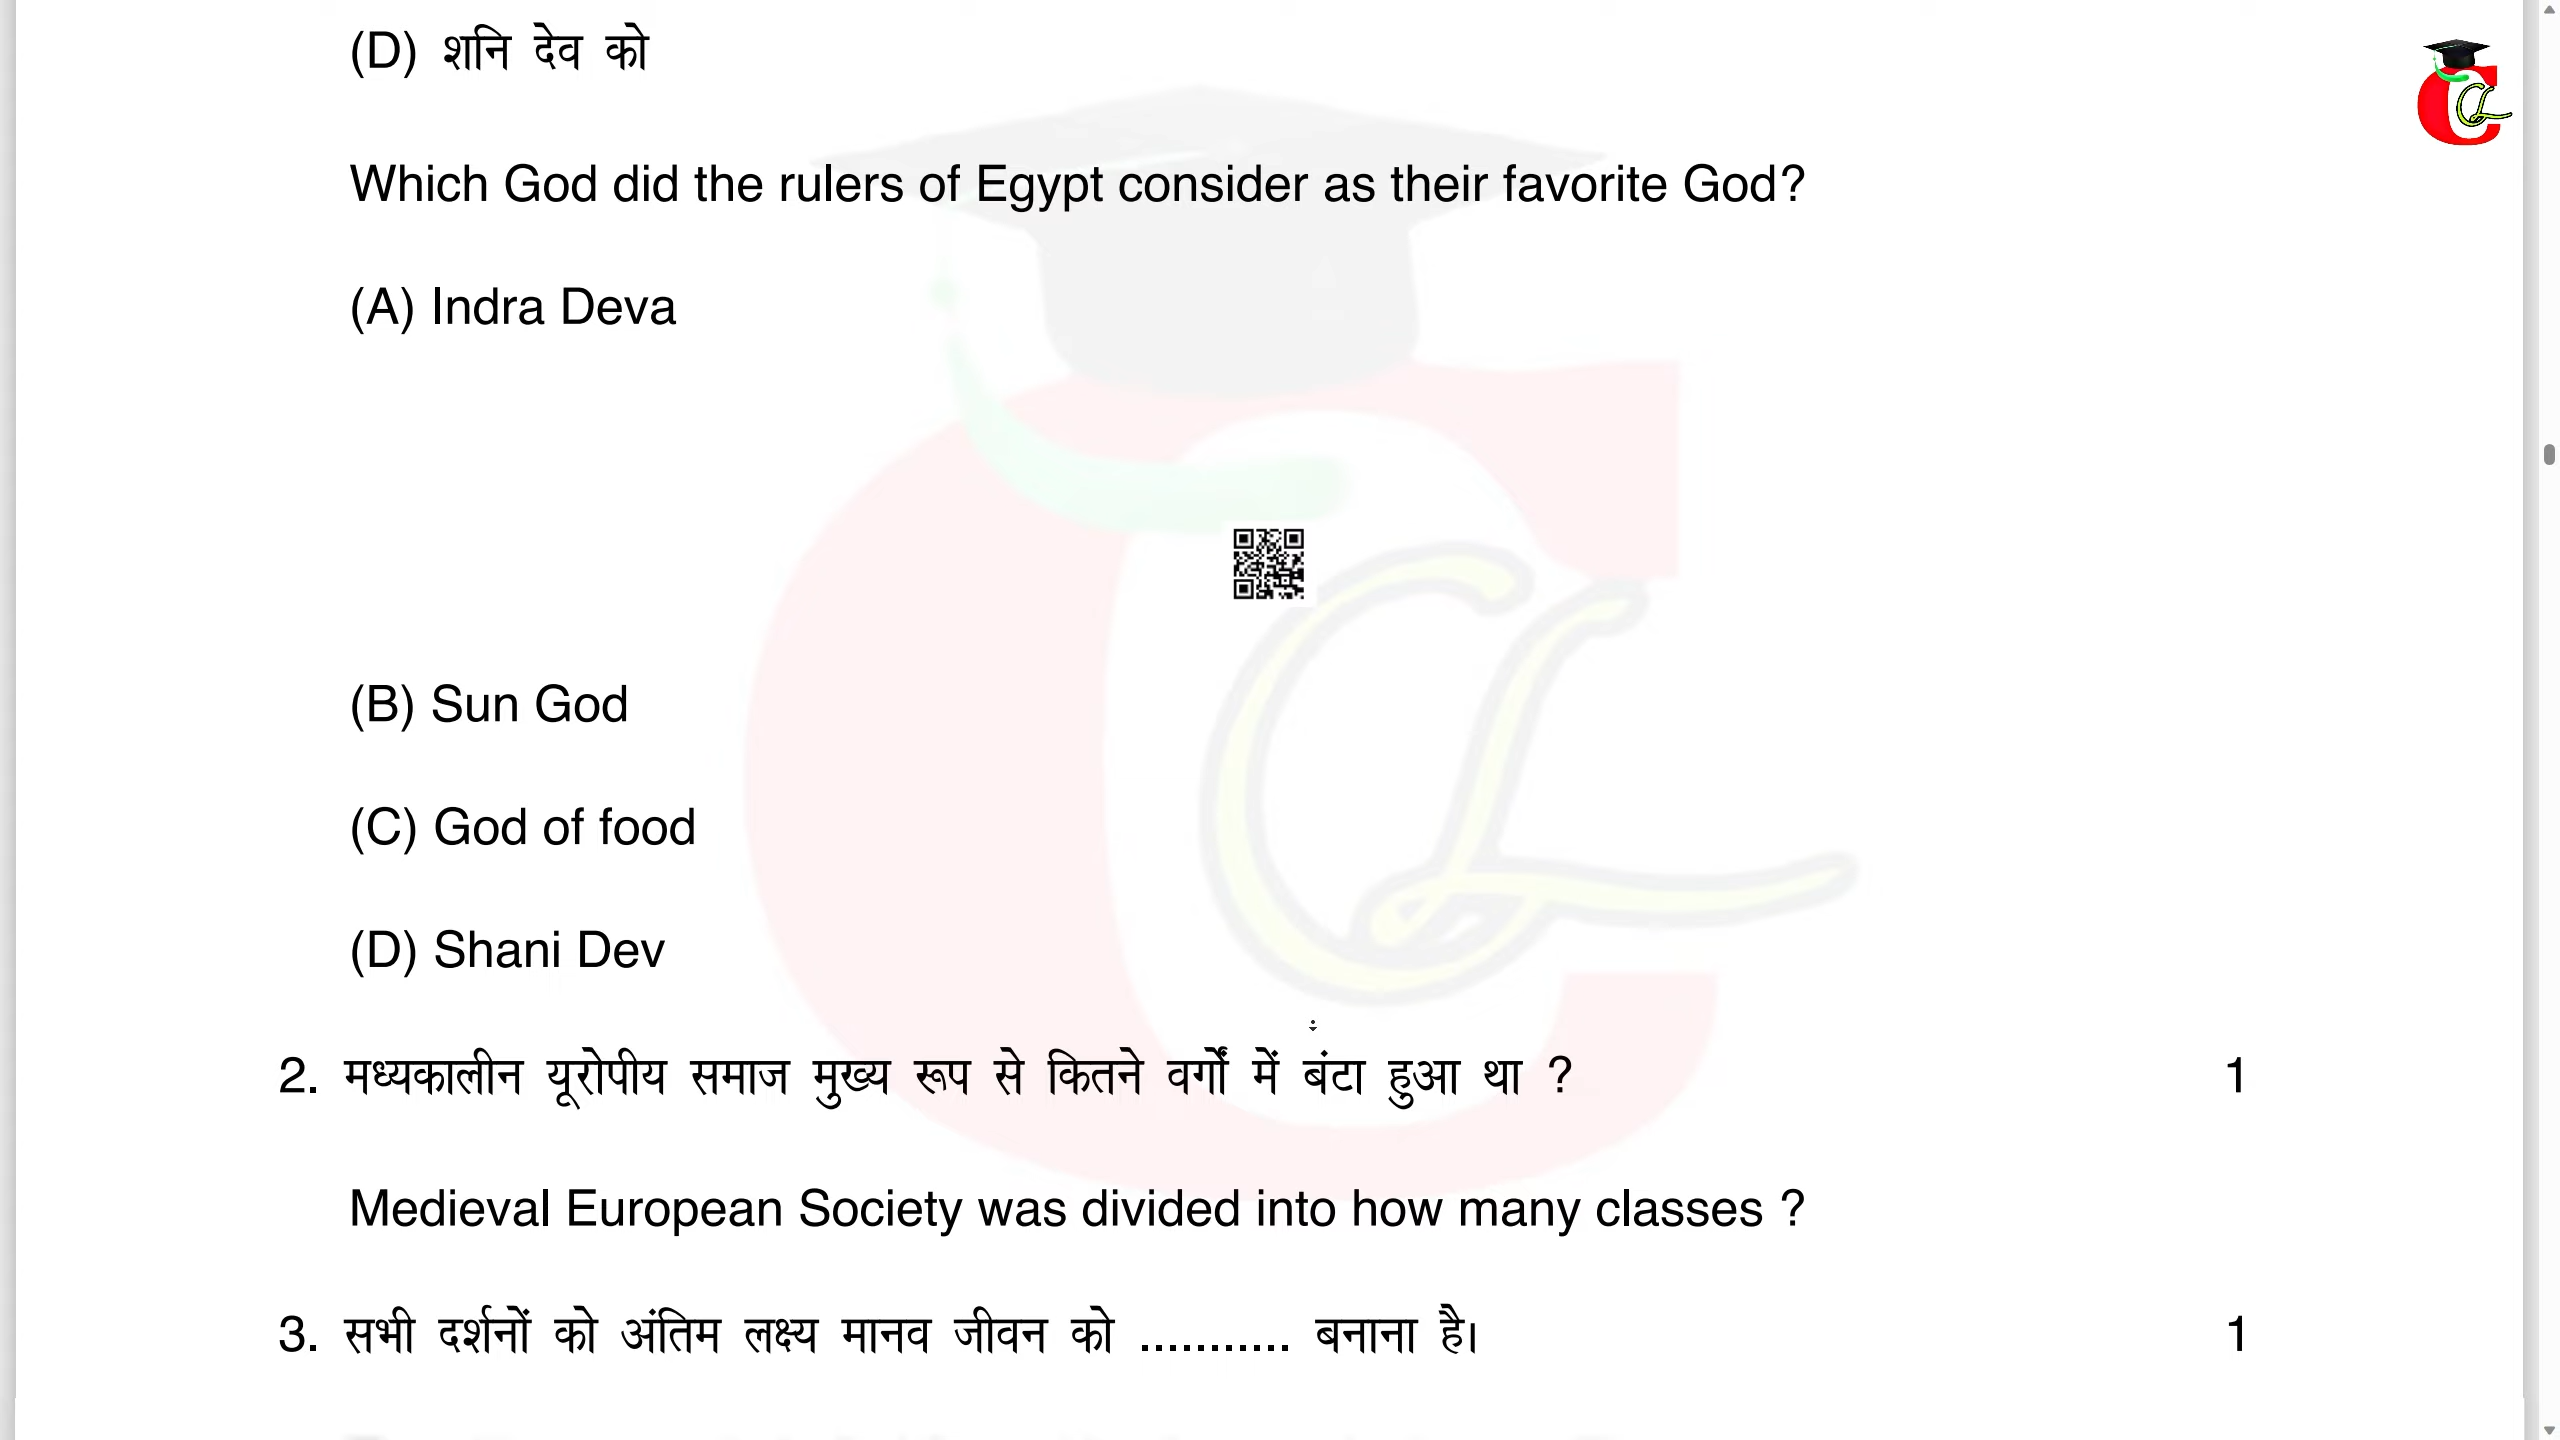 (D) शनि देव को
Which God did the rulers of Egypt consider as their favorite God?
(A) Indra Deva
(B) Sun God
(C) God of food
(D) Shani Dev
2. मध्यकालीन यूरोपीय समाज मुख्य रूप से कितने वर्गों में बंटा हुआ था ? 1
Medieval European Society was divided into how many classes ?
3. सभी दर्शनों को अंतिम लक्ष्य मानव जीवन को ........... बनाना है। 1